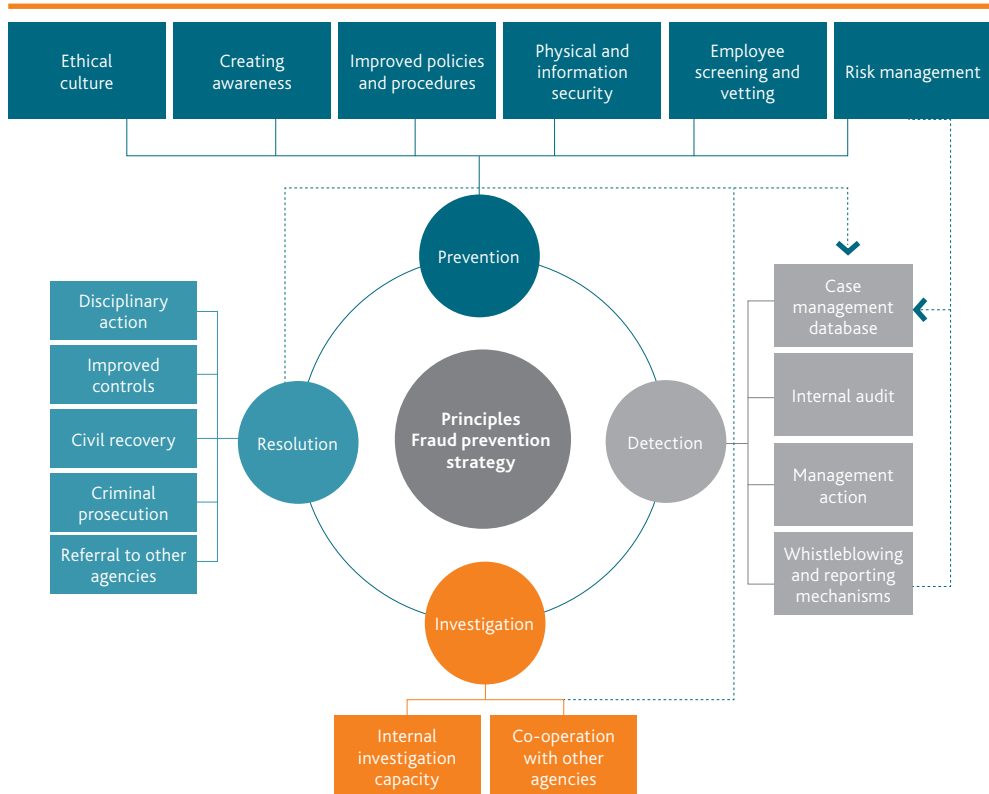 Ethical
culture
Creating
awareness
Improved policies
and procedures
Physical and
information
security
Employee
screening and
vetting
Risk management
Prevention
Disciplinary
action
Improved
controls
Civil recovery
Criminal
prosecution
Referral to other
agencies
Resolution
Principles
Fraud prevention
strategy
Detection
Case
management
database
Internal audit
Management
action
Whistleblowing
and reporting
mechanisms
Investigation
Internal
investigation
capacity
Co-operation
with other
agencies